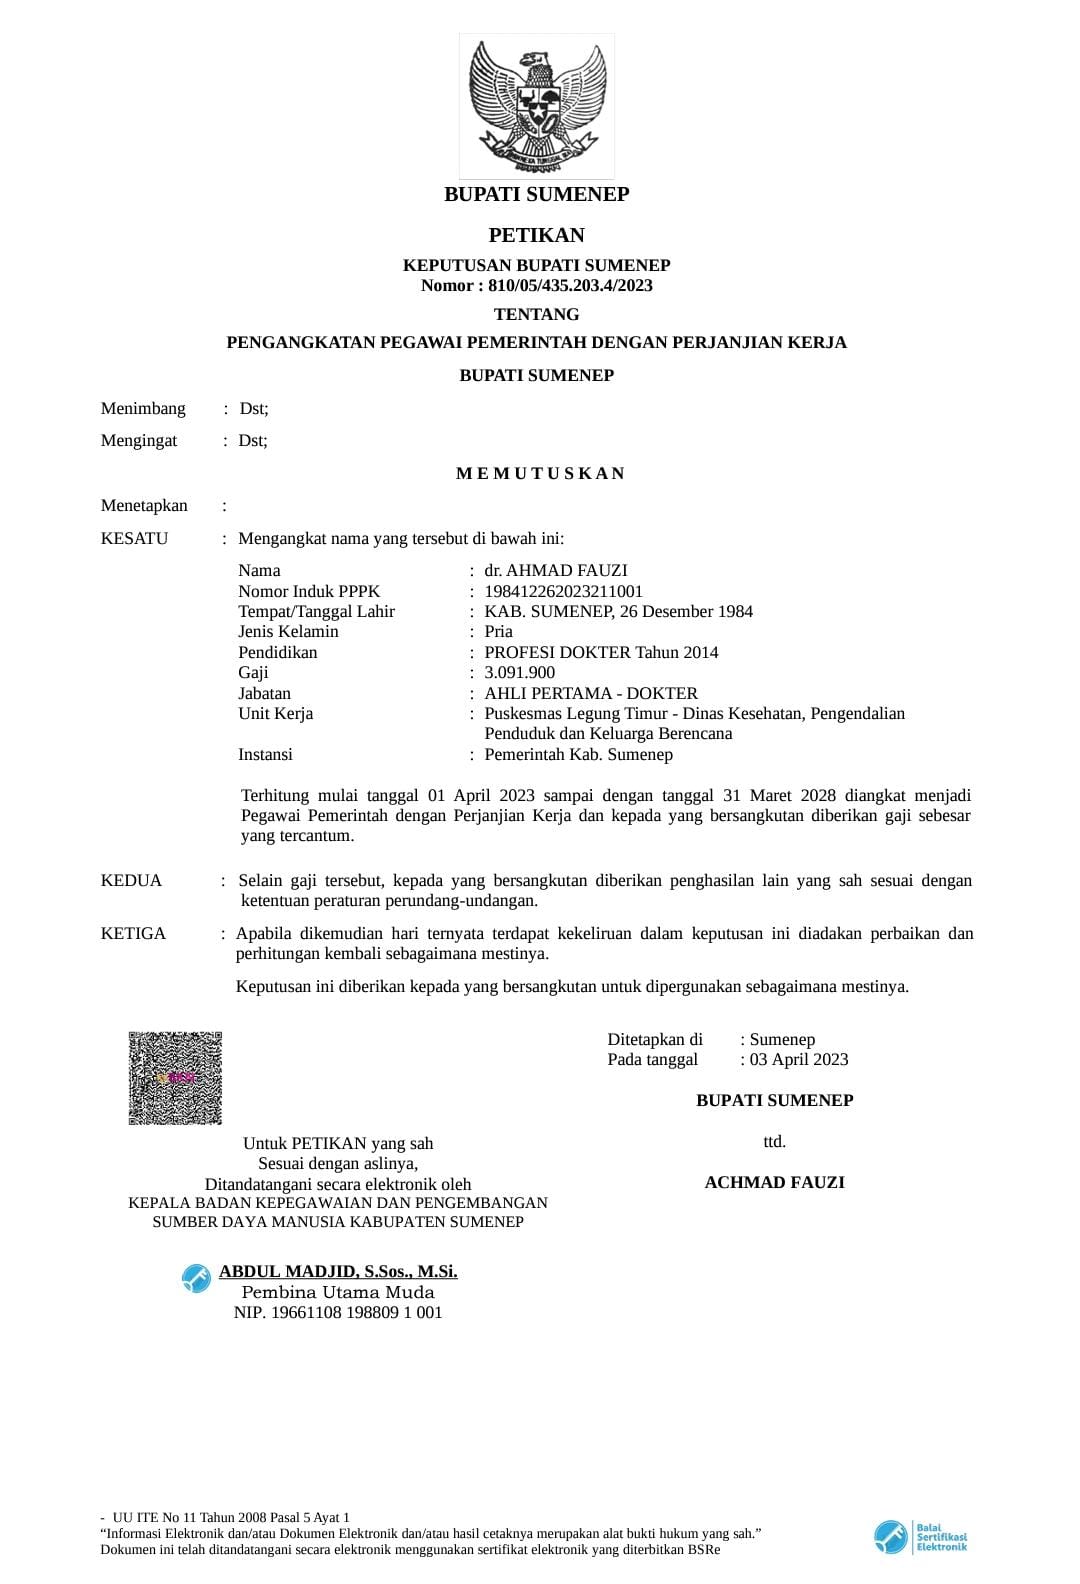 BUPATI SUMENEP
PETIKAN
KEPUTUSAN BUPATI SUMENEP
Nomor : 810/05/435.203.4/2023
TENTANG
PENGANGKATAN PEGAWAI PEMERINTAH DENGAN PERJANJIAN KERJA
BUPATI SUMENEP
Menimbang : Dst;
Mengingat : Dst;
M E M U T U S K A N
Menetapkan :
KESATU : Mengangkat nama yang tersebut di bawah ini:
Nama : dr. AHMAD FAUZI
Nomor Induk PPPK : 198412262023211001
Tempat/Tanggal Lahir : KAB. SUMENEP, 26 Desember 1984
Jenis Kelamin : Pria
Pendidikan : PROFESI DOKTER Tahun 2014
Gaji : 3.091.900
Jabatan : AHLI PERTAMA - DOKTER
Unit Kerja : Puskesmas Legung Timur - Dinas Kesehatan, Pengendalian
Penduduk dan Keluarga Berencana
Instansi : Pemerintah Kab. Sumenep
Terhitung mulai tanggal 01 April 2023 sampai dengan tanggal 31 Maret 2028 diangkat menjadi
Pegawai Pemerintah dengan Perjanjian Kerja dan kepada yang bersangkutan diberikan gaji sebesar
yang tercantum.
KEDUA : Selain gaji tersebut, kepada yang bersangkutan diberikan penghasilan lain yang sah sesuai dengan
ketentuan peraturan perundang-undangan.
KETIGA : Apabila dikemudian hari ternyata terdapat kekeliruan dalam keputusan ini diadakan perbaikan dan
perhitungan kembali sebagaimana mestinya.
Keputusan ini diberikan kepada yang bersangkutan untuk dipergunakan sebagaimana mestinya.
Ditetapkan di : Sumenep
Pada tanggal : 03 April 2023
BUPATI SUMENEP
ttd.
ACHMAD FAUZI
Untuk PETIKAN yang sah
Sesuai dengan aslinya,
Ditandatangani secara elektronik oleh
KEPALA BADAN KEPEGAWAIAN DAN PENGEMBANGAN
SUMBER DAYA MANUSIA KABUPATEN SUMENEP
ABDUL MADJID, S.Sos., M.Si.
Pembina Utama Muda
NIP. 19661108 198809 1 001
- UU ITE No 11 Tahun 2008 Pasal 5 Ayat 1
“Informasi Elektronik dan/atau Dokumen Elektronik dan/atau hasil cetaknya merupakan alat bukti hukum yang sah.”
Dokumen ini telah ditandatangani secara elektronik menggunakan sertifikat elektronik yang diterbitkan BSRe
Balai
Sertifikasi
Elektronik